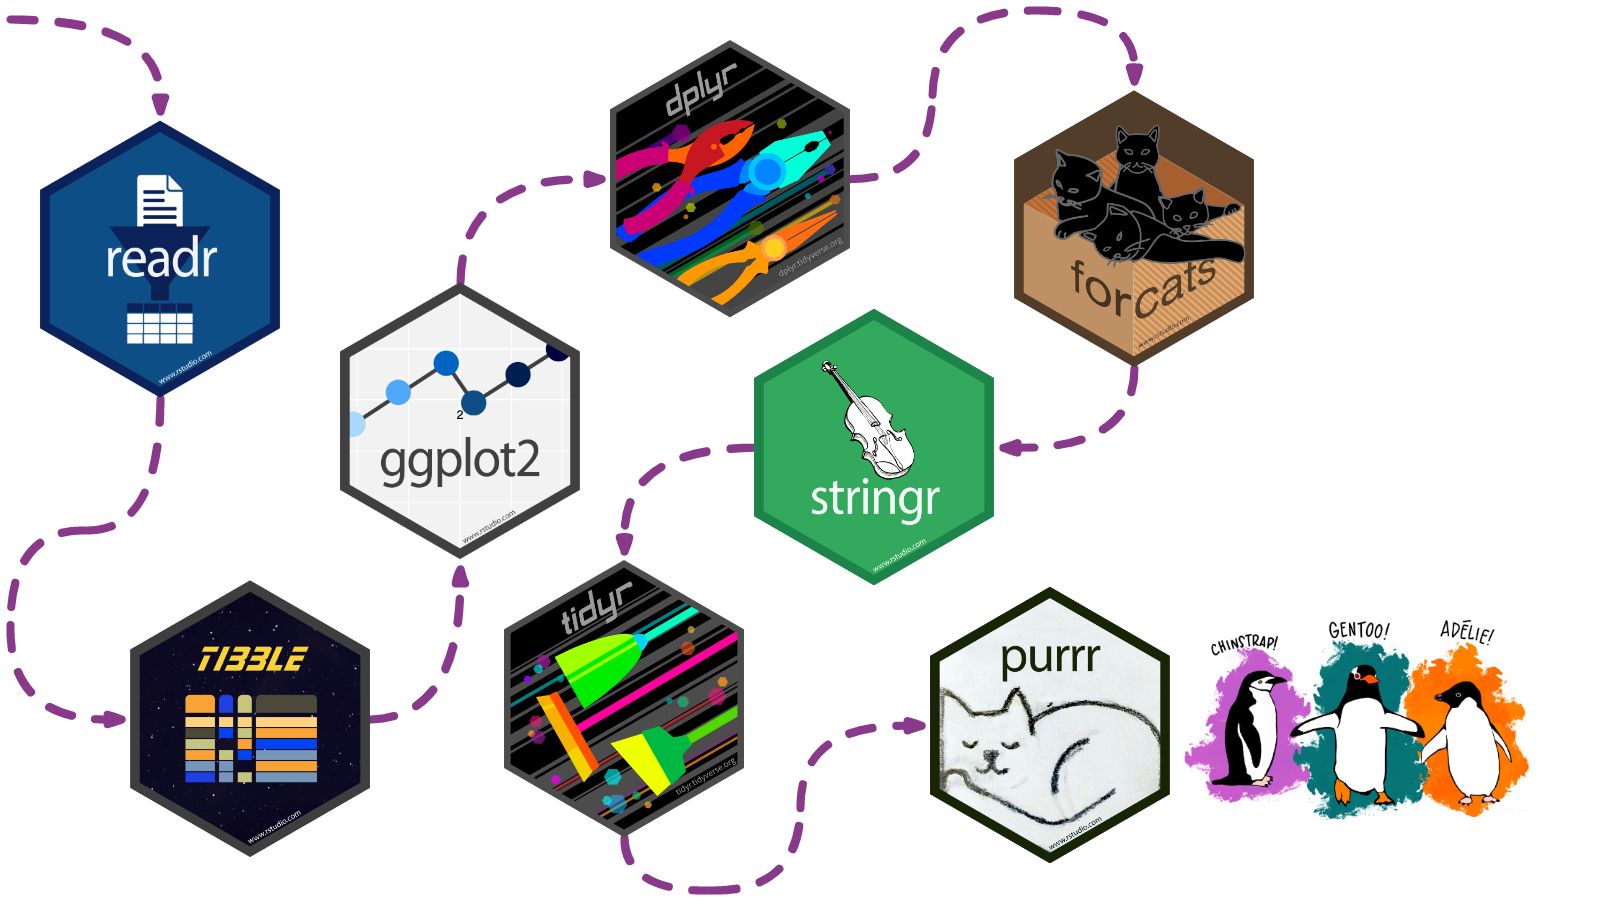 readr
www.rstudio.com
TIBBLE
www.rstudio.com
2
ggplot2
www.rstudio.com
dplyr
dplyr.tidyverse.org
forcats
www.rstudio.com
stringr
www.rstudio.com
tidyr
tidyr.tidyverse.org
purrr
www.rstudio.com
CHINSTRAP!
GENTOO!
ADÉLIE!